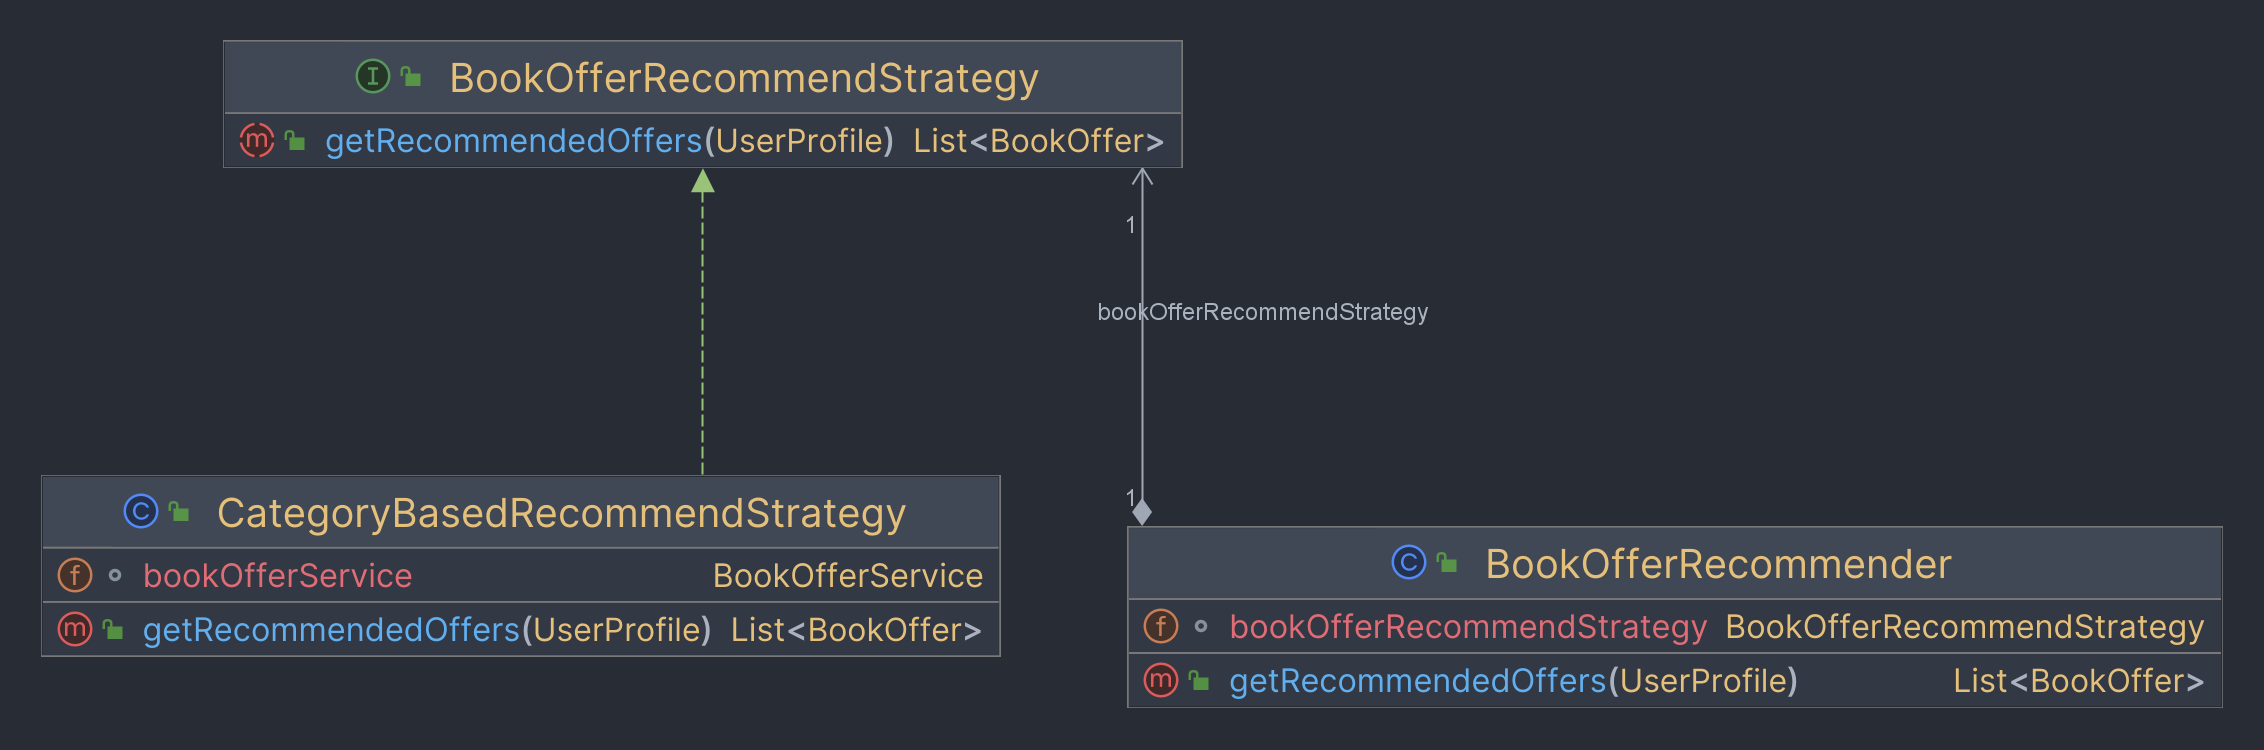 I BookOfferRecommendStrategy
m getRecommendedOffers(UserProfile) List<BookOffer>
1
bookOfferRecommendStrategy
1
C CategoryBasedRecommendStrategy
f bookOfferService BookOfferService
m getRecommendedOffers(UserProfile) List<BookOffer>
C BookOfferRecommender
f bookOfferRecommendStrategy BookOfferRecommendStrategy
m getRecommendedOffers(UserProfile) List<BookOffer>